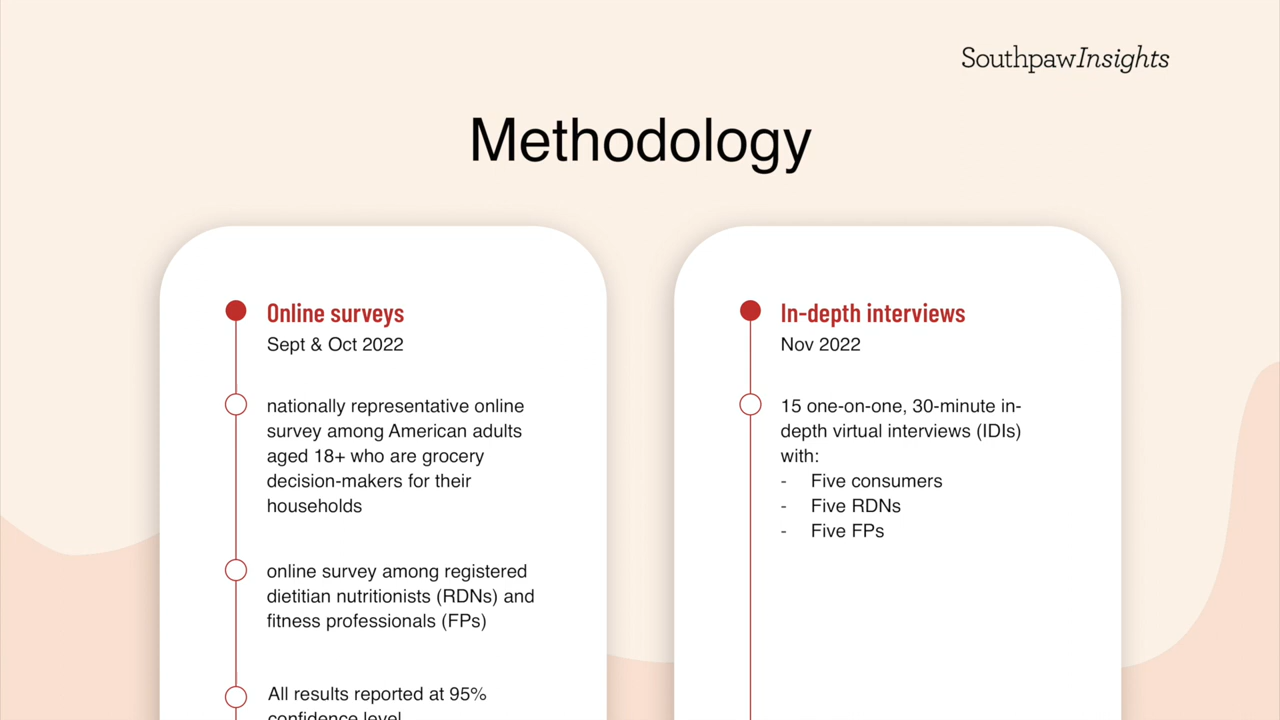 SouthpawInsights
Methodology
Online surveys
Sept & Oct 2022
nationally representative online
survey among American adults
aged 18+ who are grocery
decision-makers for their
households
online survey among registered
dietitian nutritionists (RDNs) and
fitness professionals (FPs)
All results reported at 95%
confidence level
In-depth interviews
Nov 2022
15 one-on-one, 30-minute in-
depth virtual interviews (IDIs)
with:
- Five consumers
- Five RDNs
- Five FPs